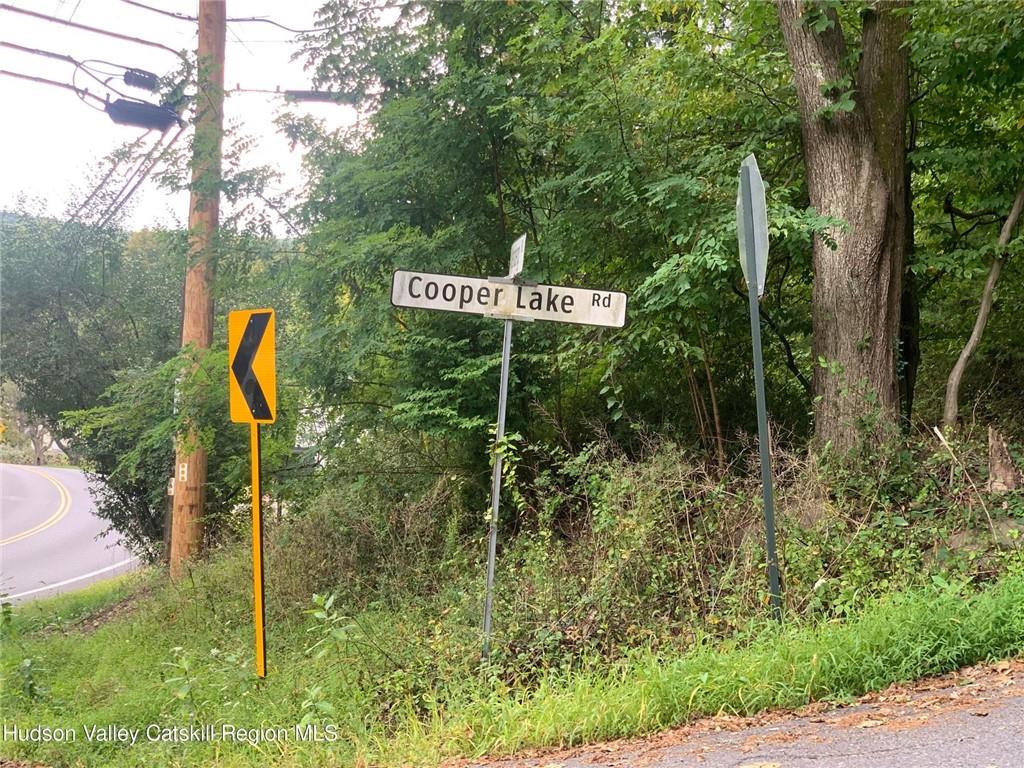 Cooper Lake Rd
Hudson Valley Catskill Region MLS